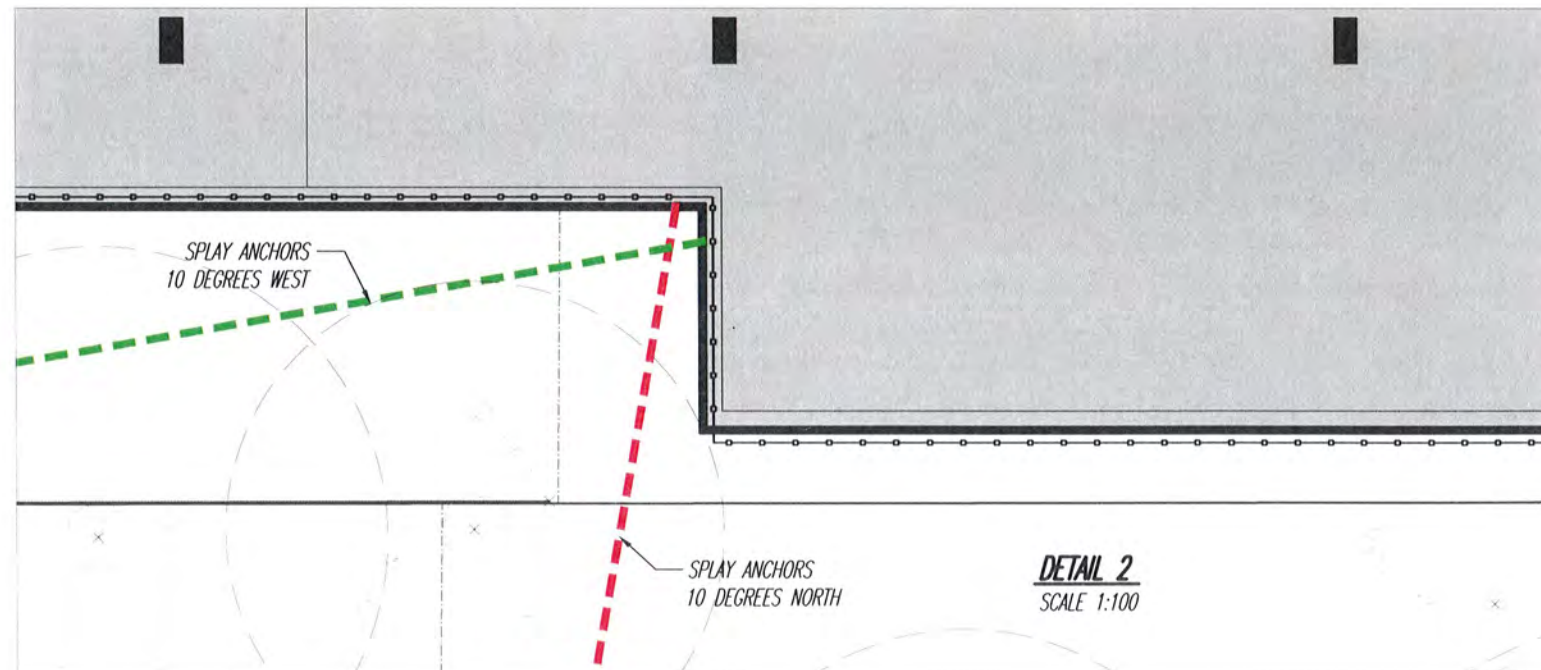 SPLAY ANCHORS
10 DEGREES WEST
SPLAY ANCHORS
10 DEGREES NORTH
DETAIL 2
SCALE 1:100